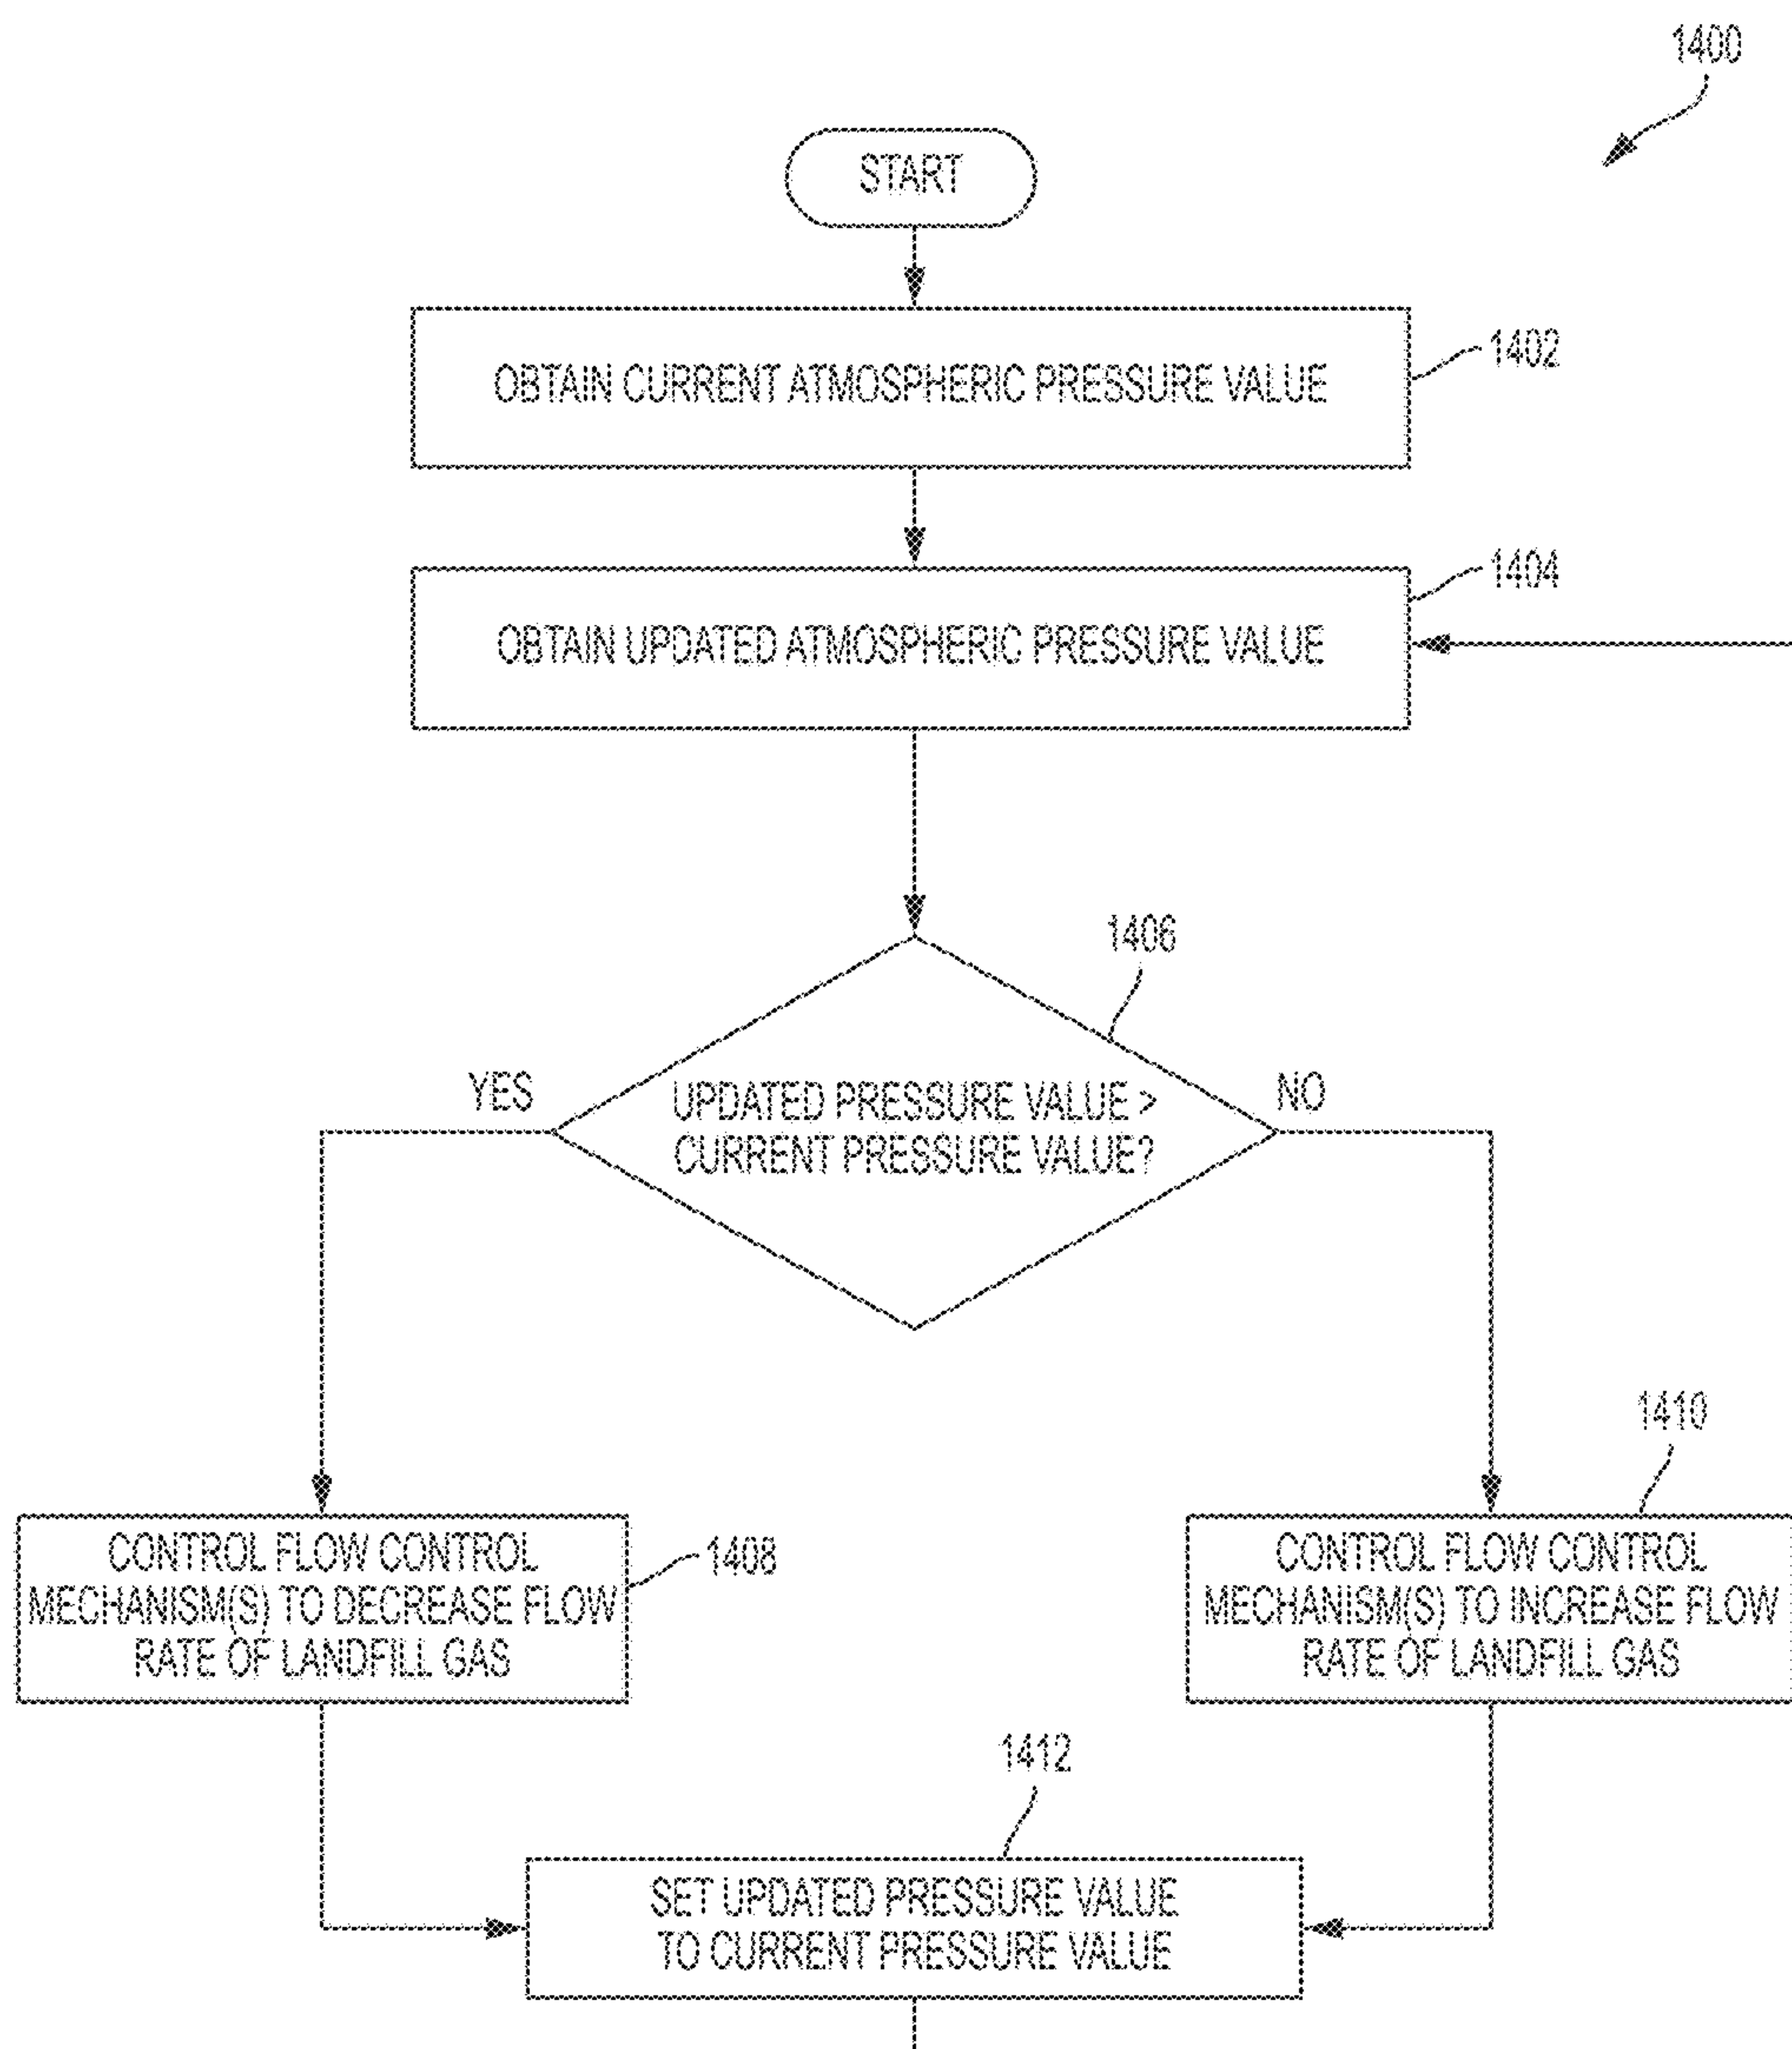 1400
START
OBTAIN CURRENT ATMOSPHERIC PRESSURE VALUE
1402
OBTAIN UPDATED ATMOSPHERIC PRESSURE VALUE
1404
1406
YES
UPDATED PRESSURE VALUE >
CURRENT PRESSURE VALUE?
NO
CONTROL FLOW CONTROL
MECHANISM(S) TO DECREASE FLOW
RATE OF LANDFILL GAS
1408
1410
CONTROL FLOW CONTROL
MECHANISM(S) TO INCREASE FLOW
RATE OF LANDFILL GAS
1412
SET UPDATED PRESSURE VALUE
TO CURRENT PRESSURE VALUE